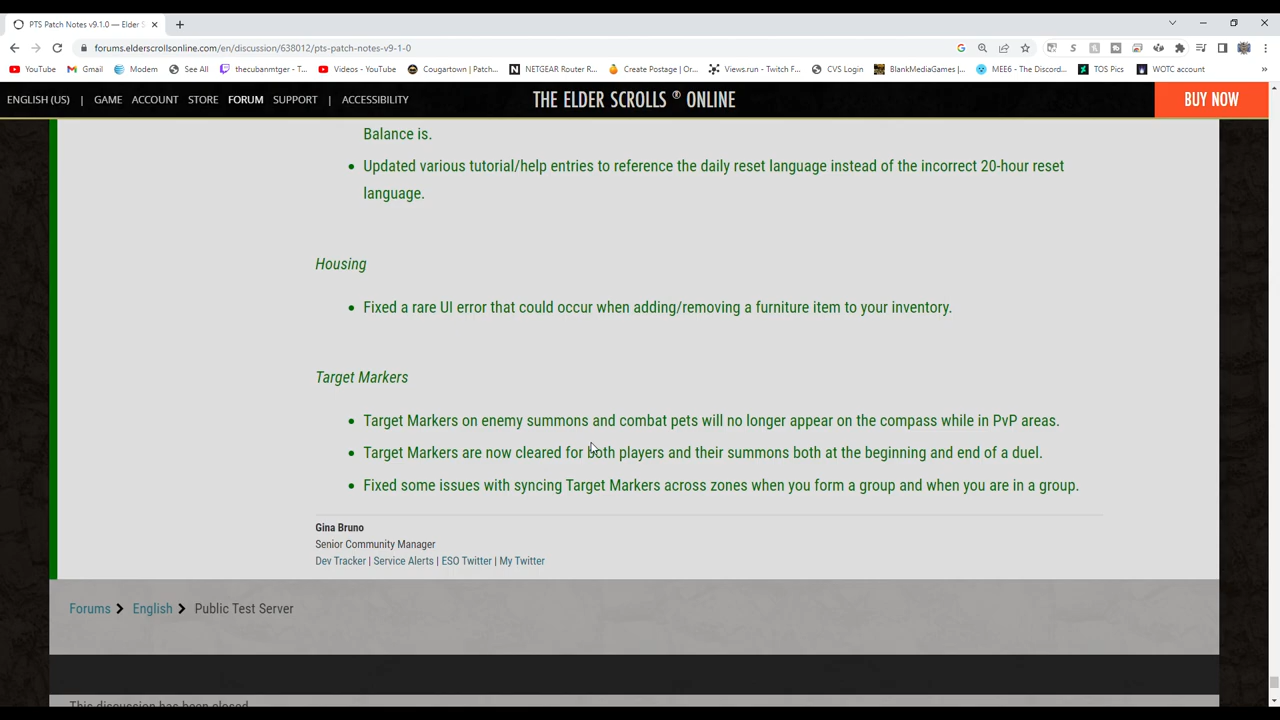 PTS Patch Notes v9.1.0 — Elder S
forums.elderscrollsonline.com/en/discussion/638012/pts-patch-notes-v9-1-0
YouTube Gmail Modem See All thecubanmtger - T... Videos - YouTube Cougartown | Patch... NETGEAR Router R... Create Postage | Or... Views.run - Twitch F... CVS Login BlankMediaGames |... MEE6 - The Discord... TOS Pics WOTC account
ENGLISH (US) | GAME ACCOUNT STORE FORUM SUPPORT | ACCESSIBILITY THE ELDER SCROLLS ® ONLINE BUY NOW
Balance is.
• Updated various tutorial/help entries to reference the daily reset language instead of the incorrect 20-hour reset
language.
Housing
• Fixed a rare UI error that could occur when adding/removing a furniture item to your inventory.
Target Markers
• Target Markers on enemy summons and combat pets will no longer appear on the compass while in PvP areas.
• Target Markers are now cleared for both players and their summons both at the beginning and end of a duel.
• Fixed some issues with syncing Target Markers across zones when you form a group and when you are in a group.
Gina Bruno
Senior Community Manager
Dev Tracker | Service Alerts | ESO Twitter | My Twitter
Forums English Public Test Server
This discussion has been closed.